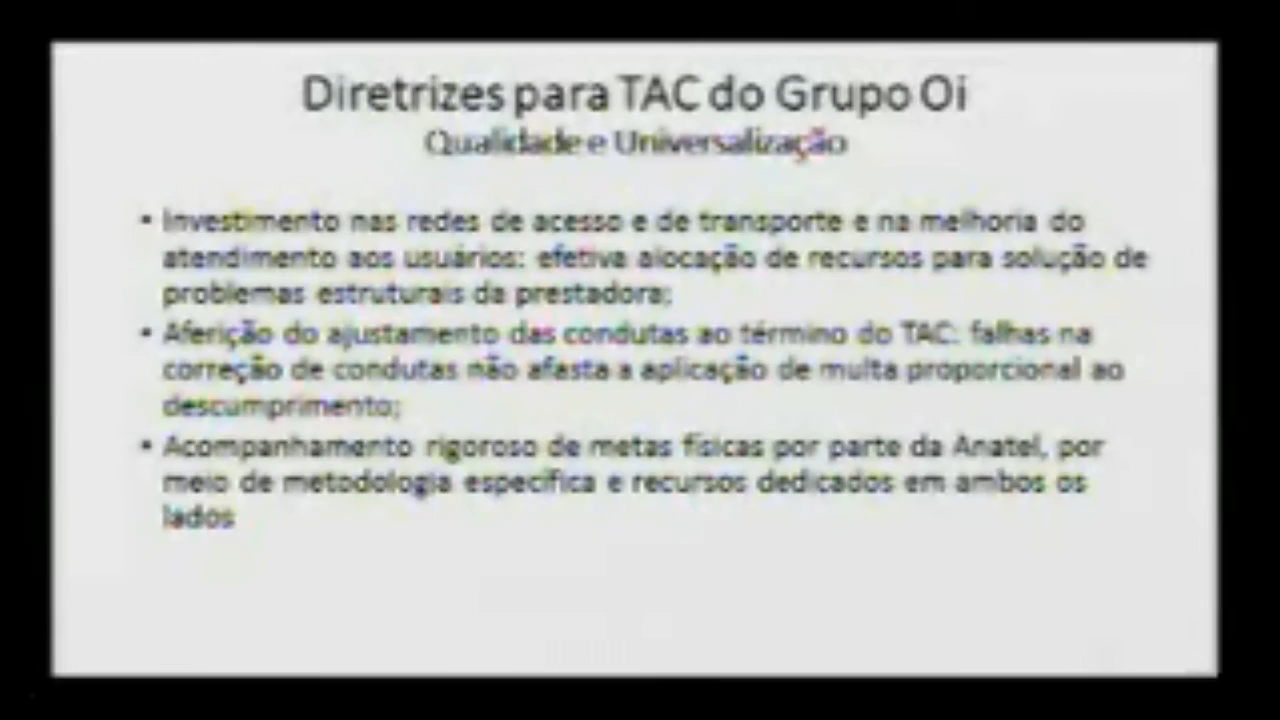 Diretrizes para TAC do Grupo Oi
Qualidade e Universalização
• Investimento nas redes de acesso e de transporte e na melhoria do
atendimento aos usuários: efetiva alocação de recursos para solução de
problemas estruturais da prestadora;
• Aferição do ajustamento das condutas ao término do TAC: falhas na
correção de condutas não afasta a aplicação de multa proporcional ao
descumprimento;
• Acompanhamento rigoroso de metas físicas por parte da Anatel, por
meio de metodologia específica e recursos dedicados em ambos os
lados